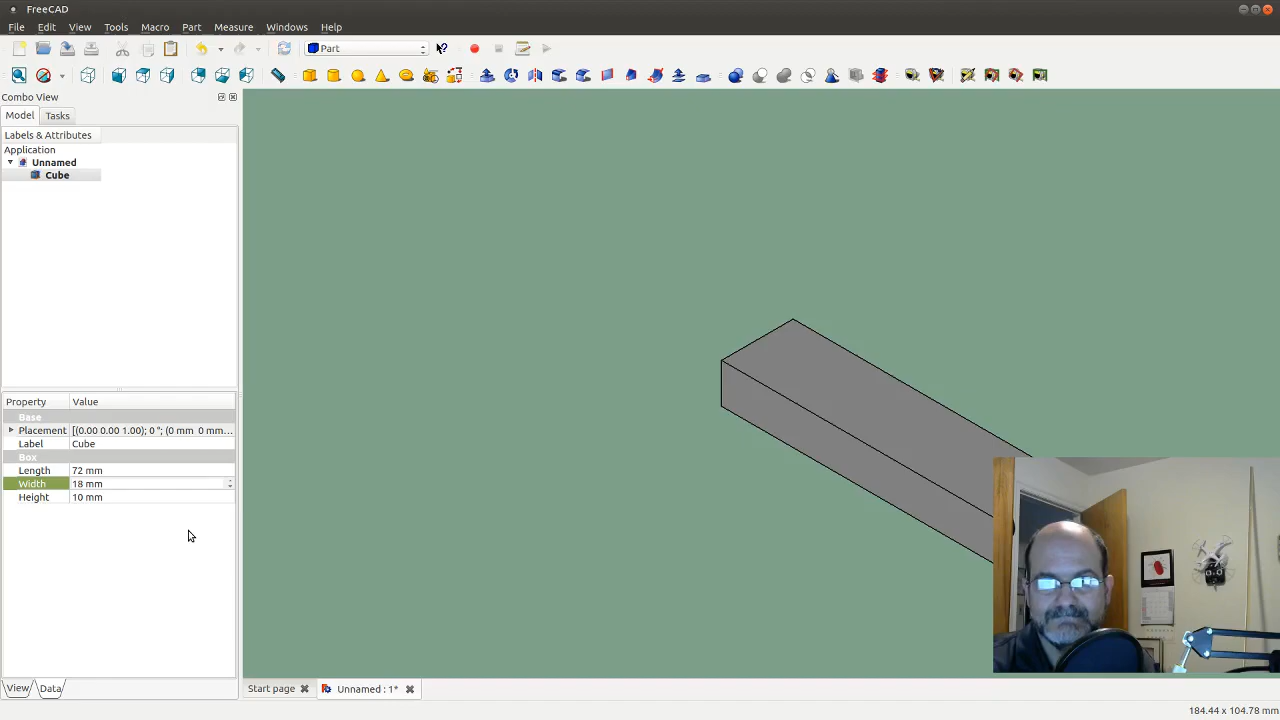 FreeCAD
File Edit View Tools Macro Part Measure Windows Help
Part
Combo View
Model Tasks
Labels & Attributes
Application
Unnamed
Cube
Property Value
Base
Placement [(0.00 0.00 1.00); 0 °; (0 mm 0 mm...
Label Cube
Box
Length 72 mm
Width 18 mm
Height 10 mm
View Data
Start page Unnamed : 1*
184.44 x 104.78 mm